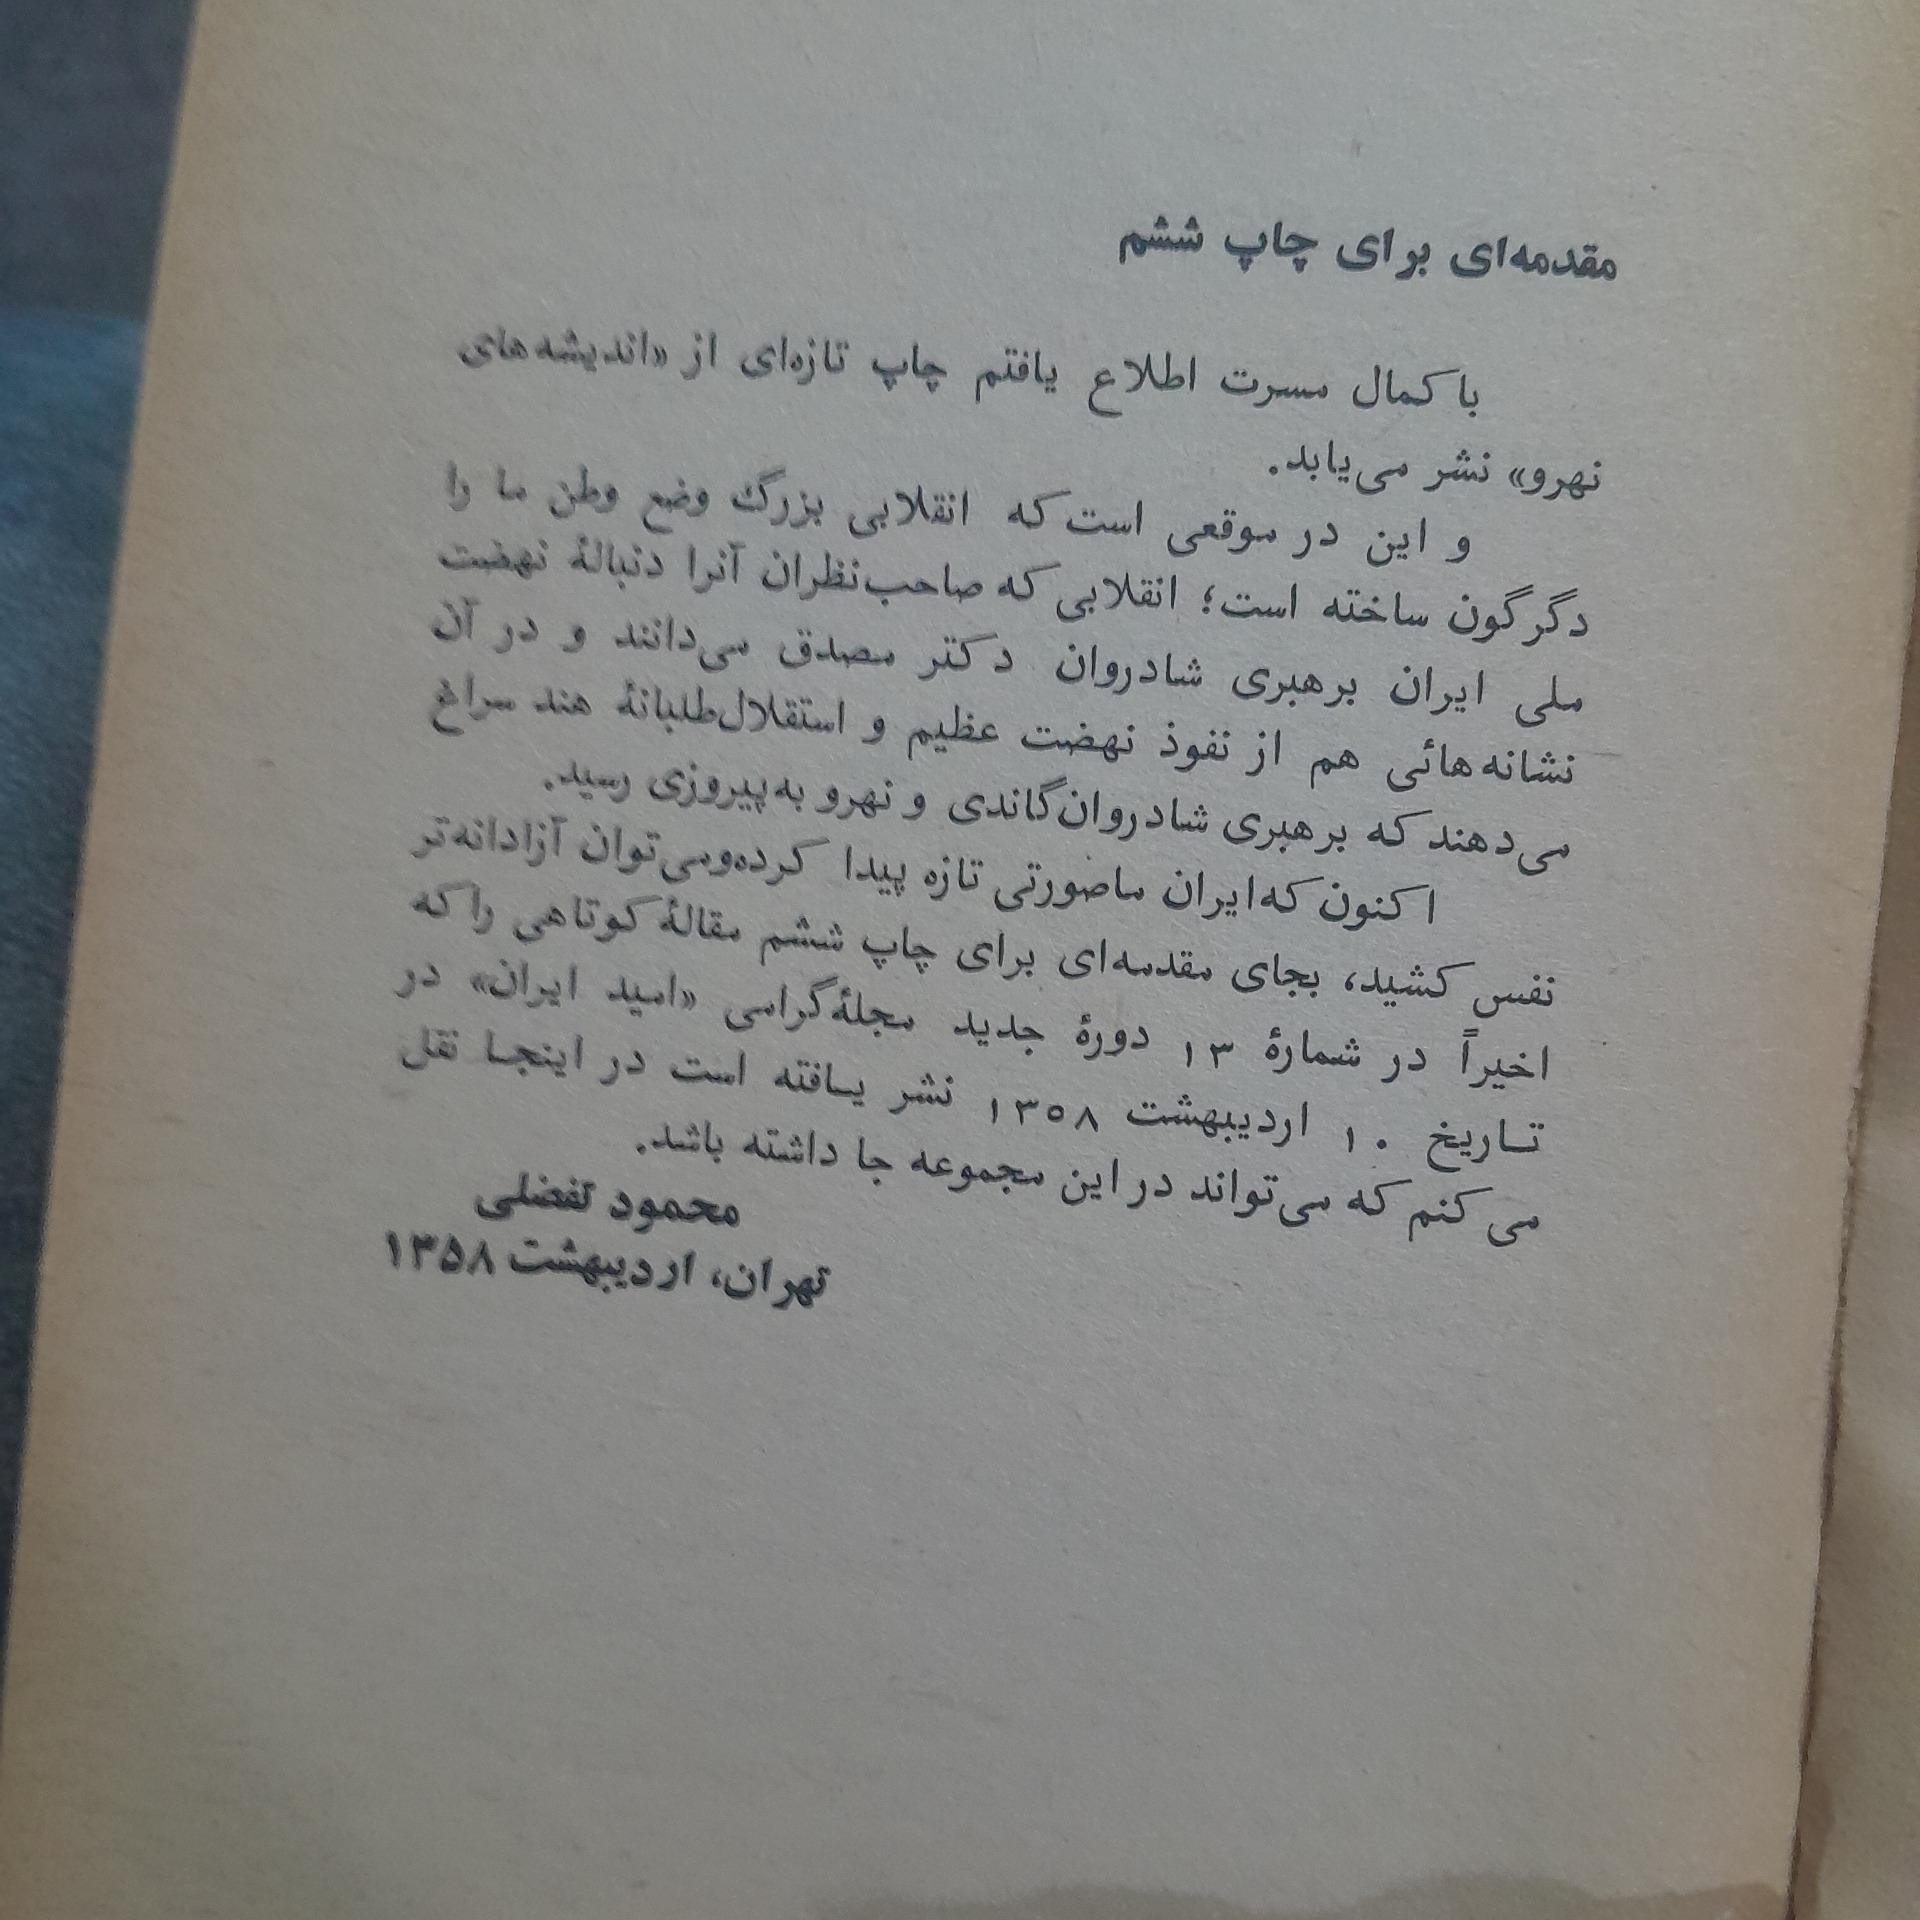 مقدمه‌ای برای چاپ ششم
با کمال مسرت اطلاع یافتم چاپ تازه‌ای از «اندیشه‌های
نهرو» نشر می‌یابد.
و این در موقعی است که انقلابی بزرگ وضع وطن ما را
دگرگون ساخته است؛ انقلابی که صاحب‌نظران آنرا دنبالهٔ نهضت
ملی ایران برهبری شادروان دکتر مصدق می‌دانند و در آن
نشانه‌هائی هم از نفوذ نهضت عظیم و استقلال‌طلبانهٔ هند سراغ
می‌دهند که برهبری شادروان گاندی و نهرو به‌پیروزی رسید.
اکنون که ایران ما صورتی تازه پیدا کرده و می‌توان آزادانه‌تر
نفس کشید، بجای مقدمه‌ای برای چاپ ششم مقالهٔ کوتاهی را که
اخیراً در شمارهٔ ۱۳ دورهٔ جدید مجلهٔ گرامی «امید ایران» در
تاریخ ۱۰ اردیبهشت ۱۳۵۸ نشر یافته است در اینجا نقل
می‌کنم که می‌تواند در این مجموعه جا داشته باشد.
محمود تفضلی
تهران، اردیبهشت ۱۳۵۸